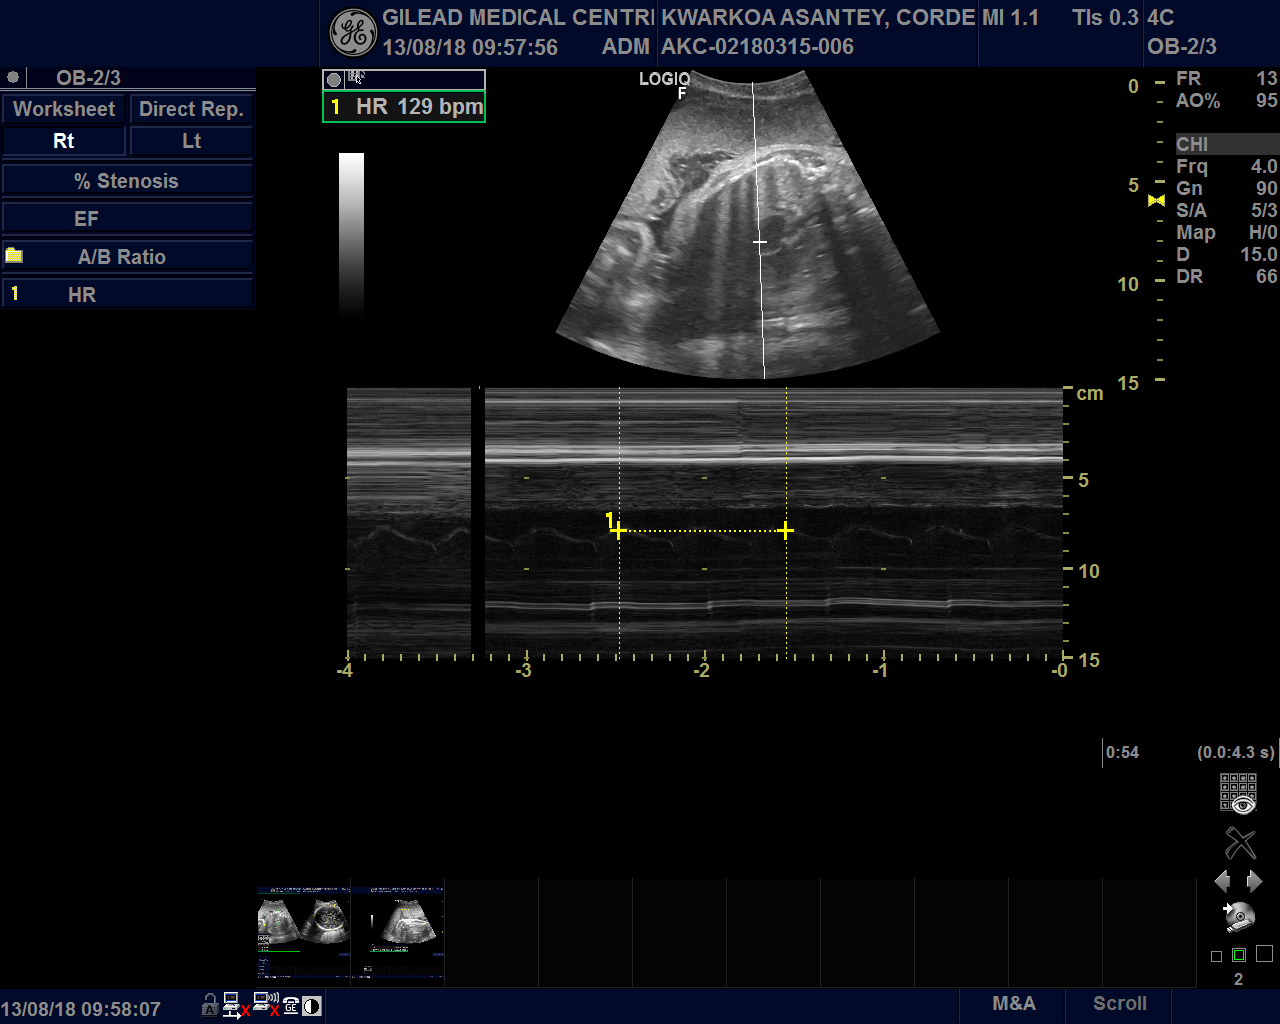 GILEAD MEDICAL CENTR
13/08/18 09:57:56 ADM
KWARKOA ASANTEY, CORDE
AKC-02180315-006
MI 1.1 TIs 0.3
4C
OB-2/3
OB-2/3
Worksheet Direct Rep.
Rt Lt
% Stenosis
EF
A/B Ratio
1 HR
1 HR 129 bpm
LOGIQ
F
0
5
10
15
FR 13
AO% 95
CHI
Frq 4.0
Gn 90
S/A 5/3
Map H/0
D 15.0
DR 66
cm
5
10
15
1
-4 -3 -2 -1 -0
0:54 (0.0:4.3 s)
2
13/08/18 09:58:07
GE
M&A Scroll